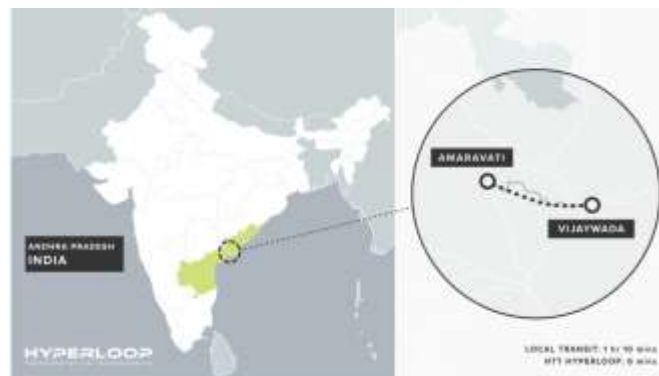 ANDHRA PRADESH
INDIA
HYPERLOOP
AMARAVATI
VIJAYWADA
LOCAL TRANSIT: 1 hr 10 mins
HTT HYPERLOOP: 6 mins